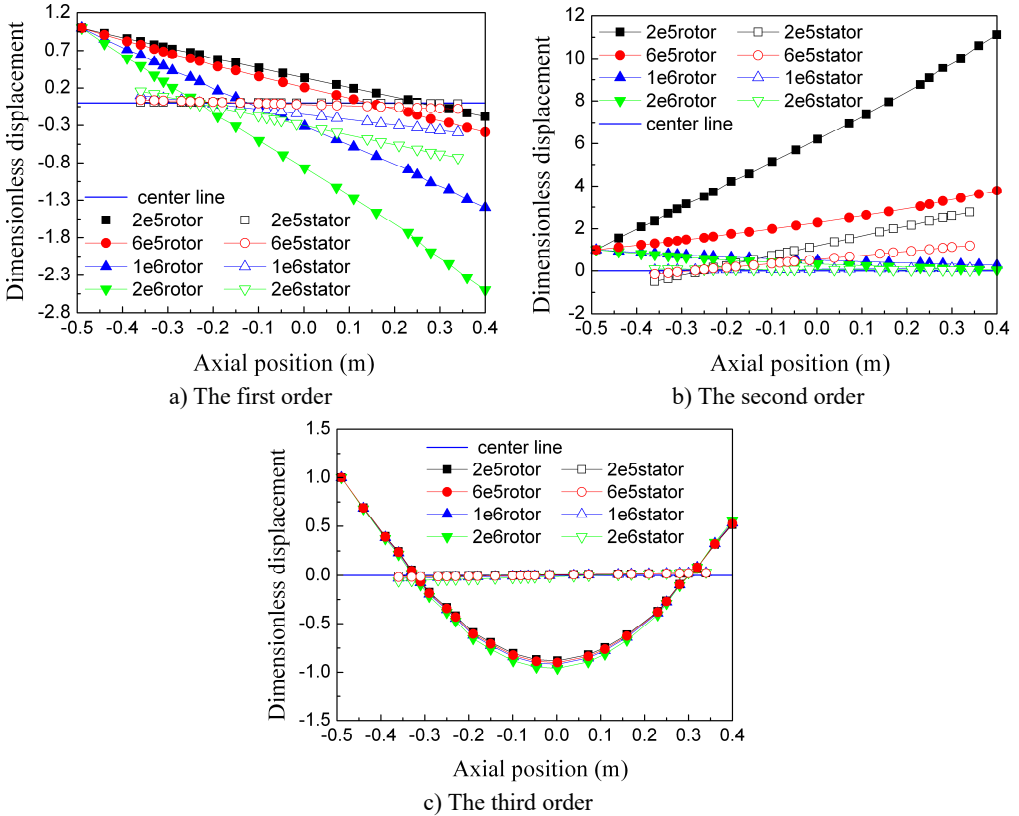 Dimensionless displacement
1.2
0.7
0.2
-0.3
-0.8
-1.3
-1.8
-2.3
-2.8
center line
2e5rotor 2e5stator
6e5rotor 6e5stator
1e6rotor 1e6stator
2e6rotor 2e6stator
-0.5 -0.4 -0.3 -0.2 -0.1 0.0 0.1 0.2 0.3 0.4
Axial position (m)
a) The first order
Dimensionless displacement
12
10
8
6
4
2
0
-2
2e5rotor 2e5stator
6e5rotor 6e5stator
1e6rotor 1e6stator
2e6rotor 2e6stator
center line
-0.5 -0.4 -0.3 -0.2 -0.1 0.0 0.1 0.2 0.3 0.4
Axial position (m)
b) The second order
Dimensionless displacement
1.5
1.0
0.5
0.0
-0.5
-1.0
-1.5
center line
2e5rotor 2e5stator
6e5rotor 6e5stator
1e6rotor 1e6stator
2e6rotor 2e6stator
-0.5 -0.4 -0.3 -0.2 -0.1 0.0 0.1 0.2 0.3 0.4
Axial position (m)
c) The third order